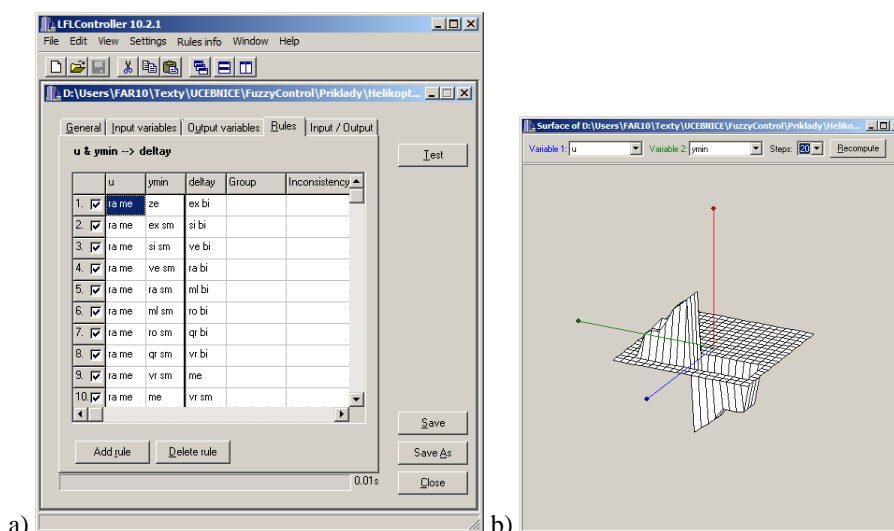 LFLController 10.2.1
File Edit View Settings Rules info Window Help
D:\Users\FAR10\Texty\UCEBNICE\FuzzyControl\Priklady\Helikopt...
General Input variables Output variables Rules Input / Output
u & ymin --> deltay
Test
u ymin deltay Group Inconsistency
1. ra me ze ex bi
2. ra me ex sm si bi
3. ra me si sm ve bi
4. ra me ve sm ra bi
5. ra me ra sm ml bi
6. ra me ml sm ro bi
7. ra me ro sm qr bi
8. ra me qr sm vr bi
9. ra me vr sm me
10. ra me me vr sm
Save
Add rule Delete rule Save As
0.01s Close
a)
Surface of D:\Users\FAR10\Texty\UCEBNICE\FuzzyControl\Priklady\Heliko...
Variable 1: u Variable 2: ymin Steps: 20 Recompute
b)